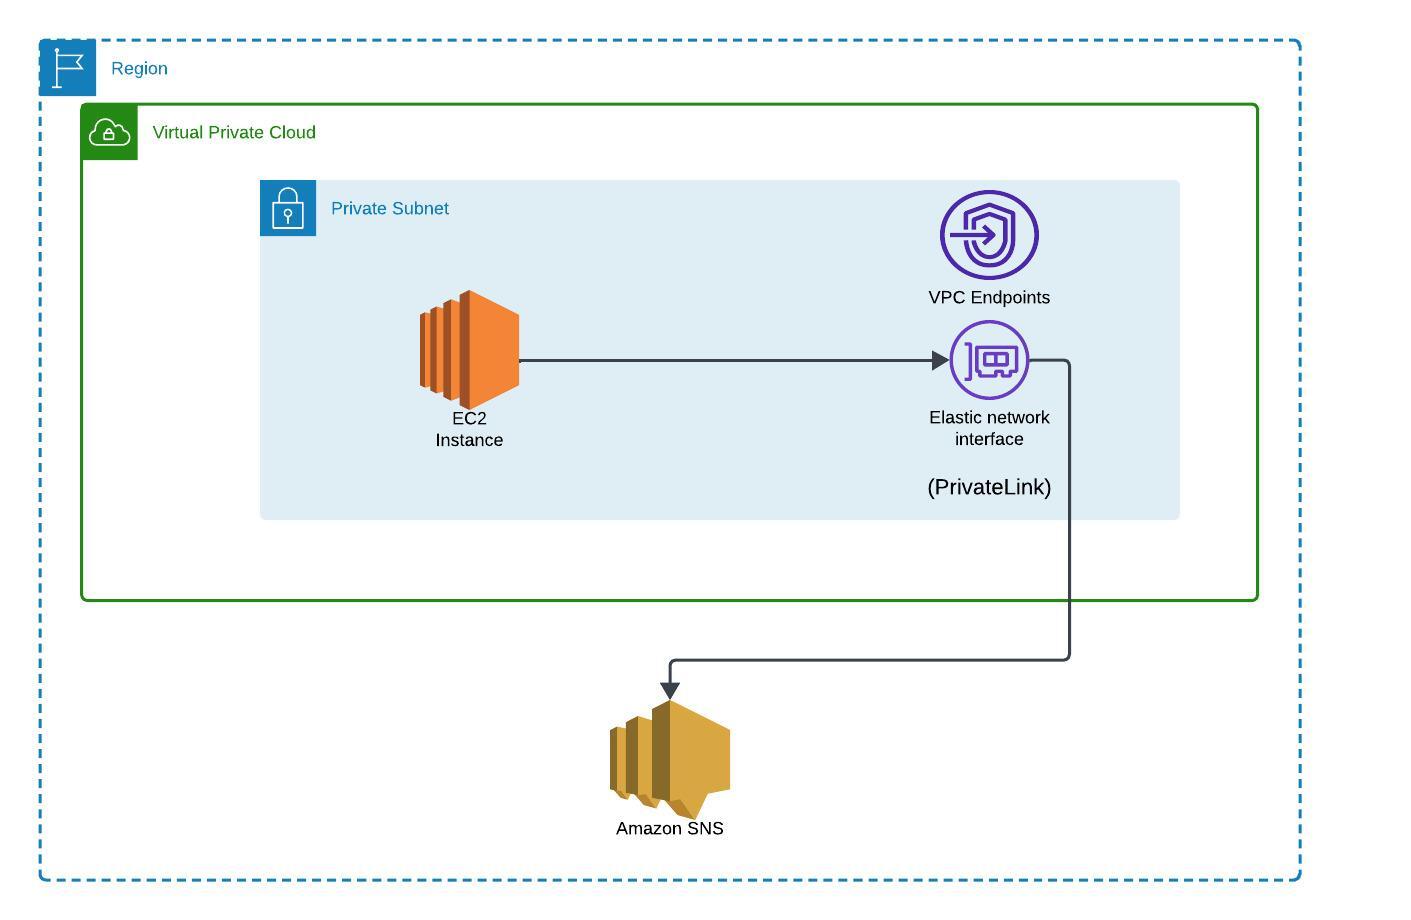 Region
Virtual Private Cloud
Private Subnet
VPC Endpoints
EC2
Instance
Elastic network
interface
(PrivateLink)
Amazon SNS